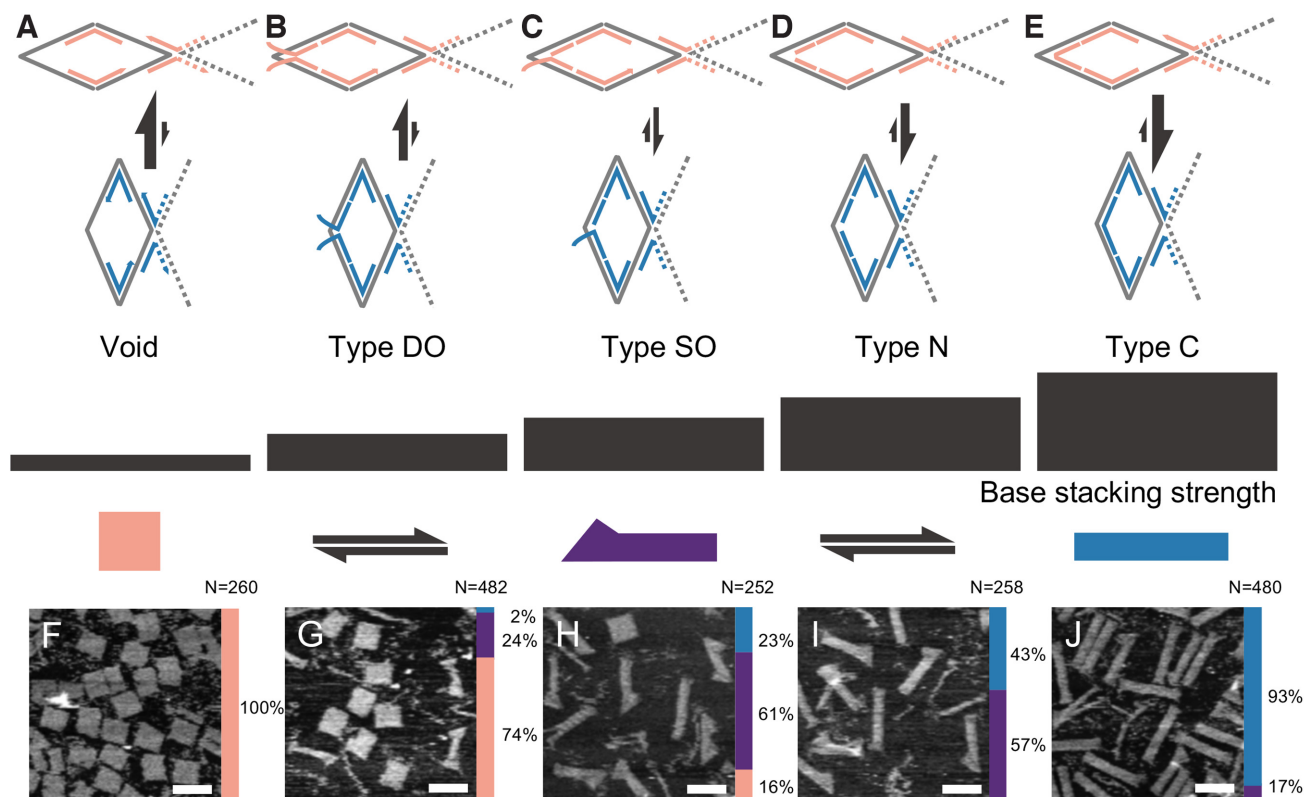 A B C D E
Void Type DO Type SO Type N Type C
Base stacking strength
N=260 N=482 N=252 N=258 N=480
F G H I J
100%
2%
24%
74%
23%
61%
16%
43%
57%
93%
17%